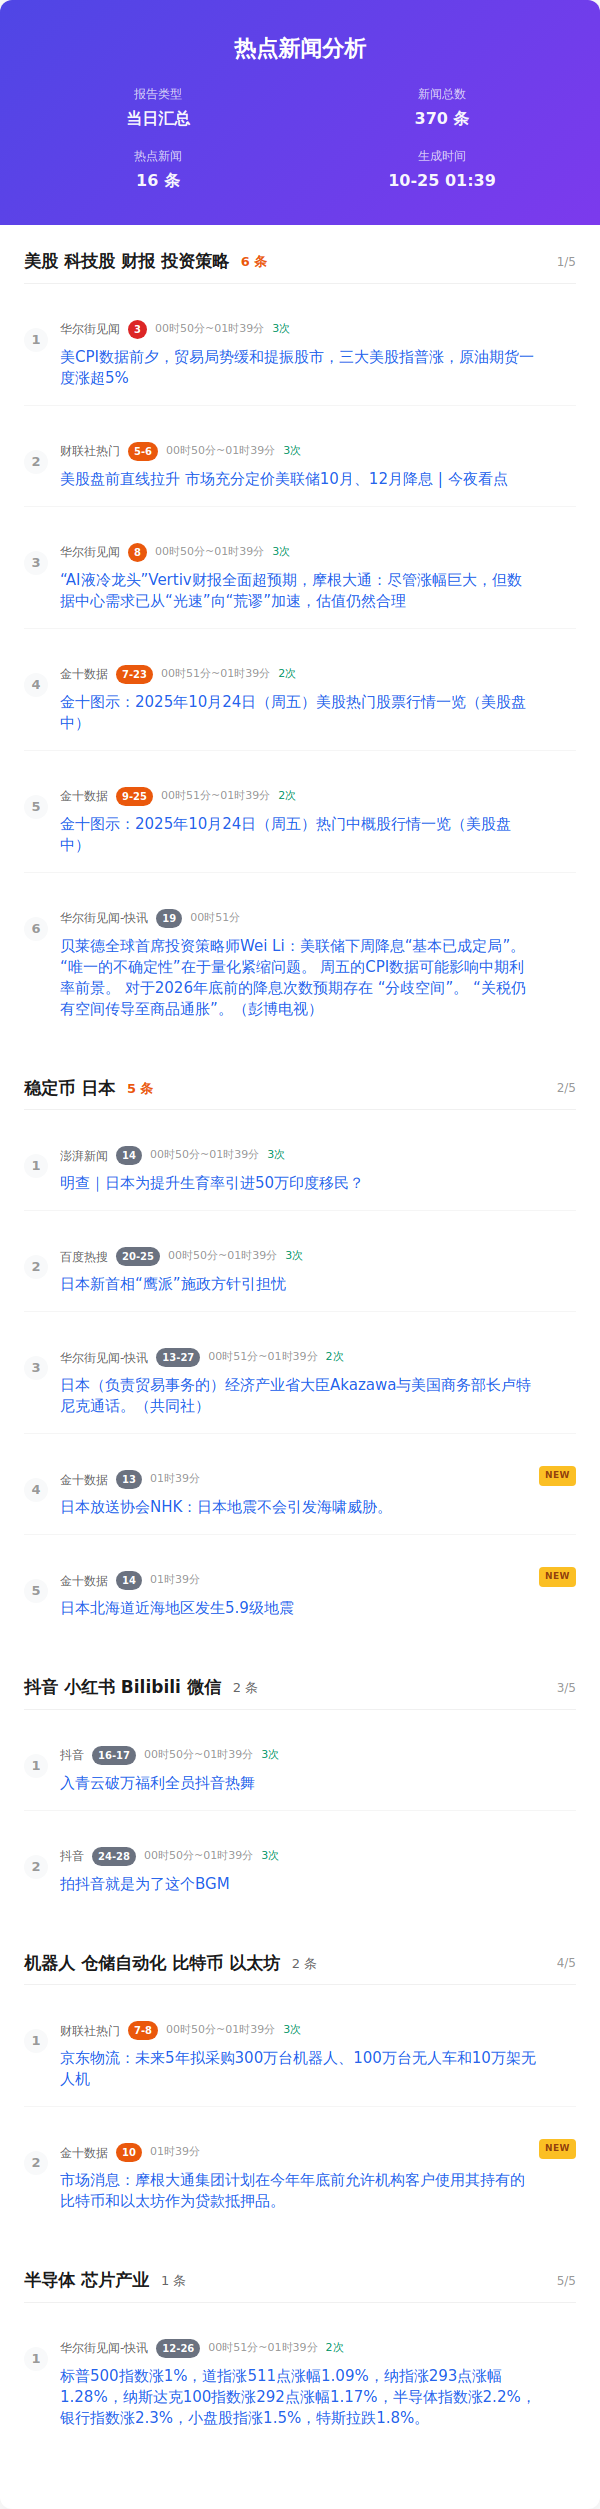 热点新闻分析
报告类型
当日汇总
新闻总数
370 条
热点新闻
16 条
生成时间
10-25 01:39
美股 科技股 财报 投资策略 6 条 1/5
1
华尔街见闻 3 00时50分~01时39分 3次
美CPI数据前夕，贸易局势缓和提振股市，三大美股指普涨，原油期货一
度涨超5%
2
财联社热门 5-6 00时50分~01时39分 3次
美股盘前直线拉升 市场充分定价美联储10月、12月降息 | 今夜看点
3
华尔街见闻 8 00时50分~01时39分 3次
“AI液冷龙头”Vertiv财报全面超预期，摩根大通：尽管涨幅巨大，但数
据中心需求已从“光速”向“荒谬”加速，估值仍然合理
4
金十数据 7-23 00时51分~01时39分 2次
金十图示：2025年10月24日（周五）美股热门股票行情一览（美股盘
中）
5
金十数据 9-25 00时51分~01时39分 2次
金十图示：2025年10月24日（周五）热门中概股行情一览（美股盘
中）
6
华尔街见闻-快讯 19 00时51分
贝莱德全球首席投资策略师Wei Li：美联储下周降息“基本已成定局”。
“唯一的不确定性”在于量化紧缩问题。 周五的CPI数据可能影响中期利
率前景。 对于2026年底前的降息次数预期存在 “分歧空间”。 “关税仍
有空间传导至商品通胀”。（彭博电视）
稳定币 日本 5 条 2/5
1
澎湃新闻 14 00时50分~01时39分 3次
明查｜日本为提升生育率引进50万印度移民？
2
百度热搜 20-25 00时50分~01时39分 3次
日本新首相“鹰派”施政方针引担忧
3
华尔街见闻-快讯 13-27 00时51分~01时39分 2次
日本（负责贸易事务的）经济产业省大臣Akazawa与美国商务部长卢特
尼克通话。（共同社）
4
金十数据 13 01时39分 NEW
日本放送协会NHK：日本地震不会引发海啸威胁。
5
金十数据 14 01时39分 NEW
日本北海道近海地区发生5.9级地震
抖音 小红书 Bilibili 微信 2 条 3/5
1
抖音 16-17 00时50分~01时39分 3次
入青云破万福利全员抖音热舞
2
抖音 24-28 00时50分~01时39分 3次
拍抖音就是为了这个BGM
机器人 仓储自动化 比特币 以太坊 2 条 4/5
1
财联社热门 7-8 00时50分~01时39分 3次
京东物流：未来5年拟采购300万台机器人、100万台无人车和10万架无
人机
2
金十数据 10 01时39分 NEW
市场消息：摩根大通集团计划在今年年底前允许机构客户使用其持有的
比特币和以太坊作为贷款抵押品。
半导体 芯片产业 1 条 5/5
1
华尔街见闻-快讯 12-26 00时51分~01时39分 2次
标普500指数涨1%，道指涨511点涨幅1.09%，纳指涨293点涨幅
1.28%，纳斯达克100指数涨292点涨幅1.17%，半导体指数涨2.2%，
银行指数涨2.3%，小盘股指涨1.5%，特斯拉跌1.8%。